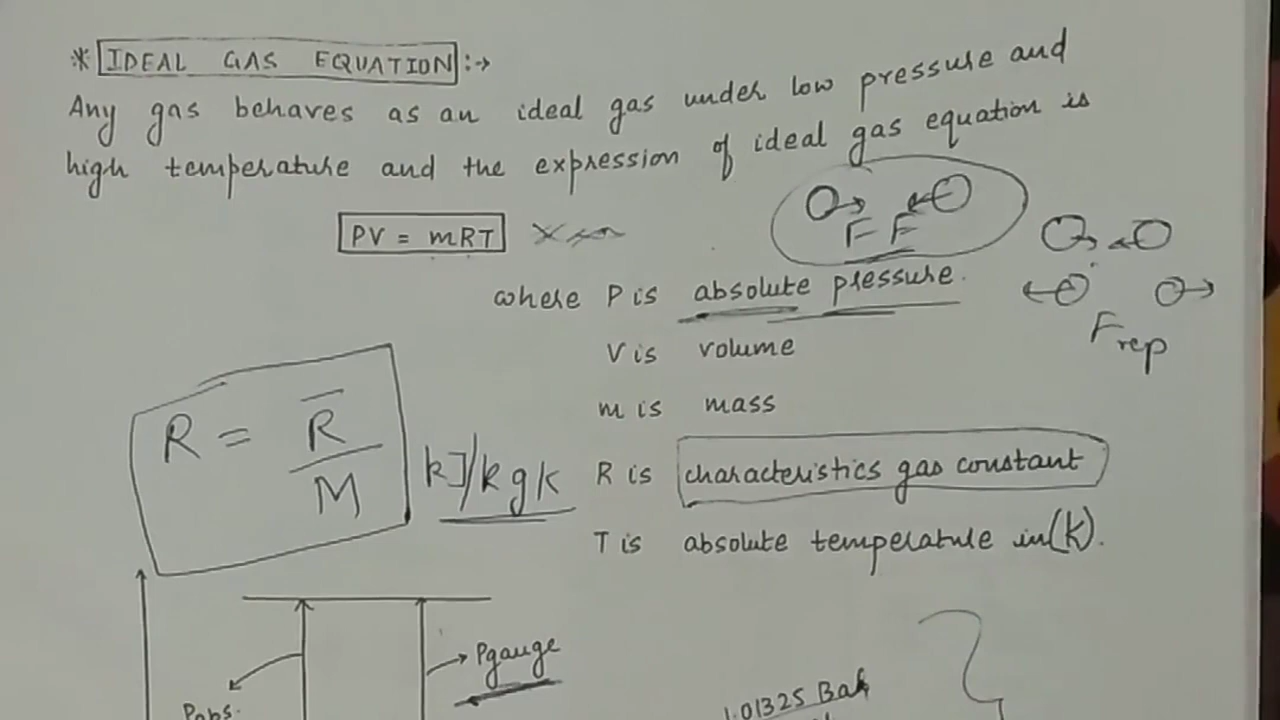 * IDEAL GAS EQUATION :→
Any gas behaves as an ideal gas under low pressure and
high temperature and the expression of ideal gas equation is
PV = mRT
F F
where P is absolute pressure.
F rep
V is volume
m is mass
R = R̅ / M kJ/kgk
R is characteristics gas constant
T is absolute temperature in (k).
Pgauge
Pabs.
1.01325 Bar